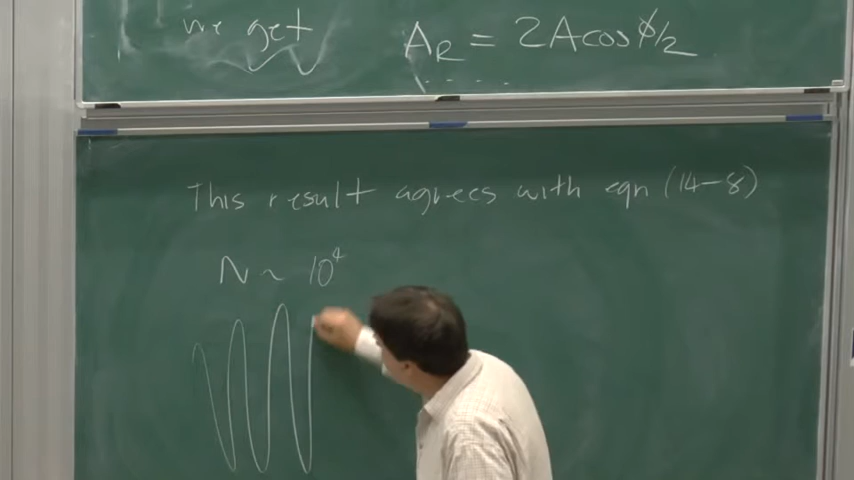 we get A_R = 2A cos φ/2
This result agrees with eqn (14-8)
N ~ 10⁴